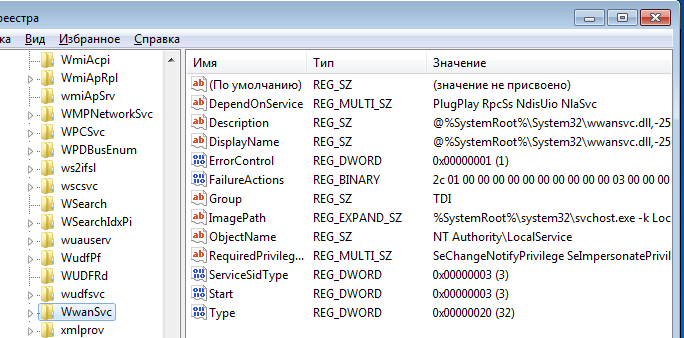 реестра
ка Вид Избранное Справка
WmiAcpi
WmiApRpl
wmiApSrv
WMPNetworkSvc
WPCSvc
WPDBusEnum
ws2ifsl
wscsvc
WSearch
WSearchIdxPi
wuauserv
WudfPf
WUDFRd
wudfsvc
WwanSvc
xmlprov
Имя Тип Значение
(По умолчанию) REG_SZ (значение не присвоено)
DependOnService REG_MULTI_SZ PlugPlay RpcSs NdisUio NlaSvc
Description REG_SZ @%SystemRoot%\System32\wwansvc.dll,-25
DisplayName REG_SZ @%SystemRoot%\System32\wwansvc.dll,-25
ErrorControl REG_DWORD 0x00000001 (1)
FailureActions REG_BINARY 2c 01 00 00 00 00 00 00 00 00 00 00 03 00 00 00
Group REG_SZ TDI
ImagePath REG_EXPAND_SZ %SystemRoot%\system32\svchost.exe -k Loc
ObjectName REG_SZ NT Authority\LocalService
RequiredPrivileg... REG_MULTI_SZ SeChangeNotifyPrivilege SeImpersonatePrivil
ServiceSidType REG_DWORD 0x00000003 (3)
Start REG_DWORD 0x00000003 (3)
Type REG_DWORD 0x00000020 (32)